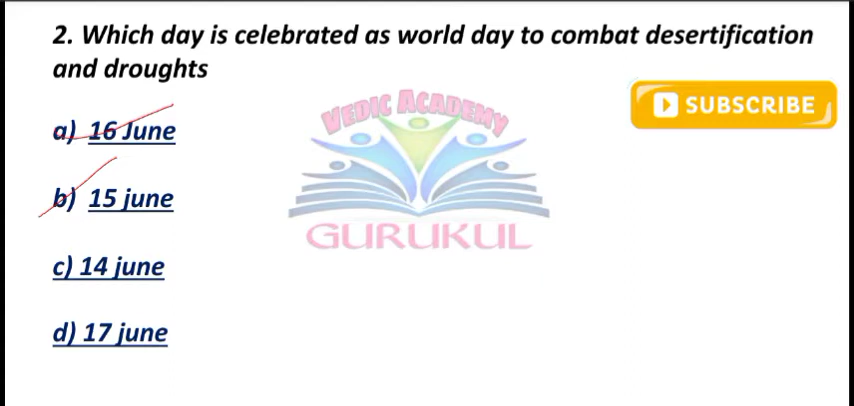 2. Which day is celebrated as world day to combat desertification
and droughts
VEDIC ACADEMY
SUBSCRIBE
a) 16 June
b) 15 june
GURUKUL
c) 14 june
d) 17 june